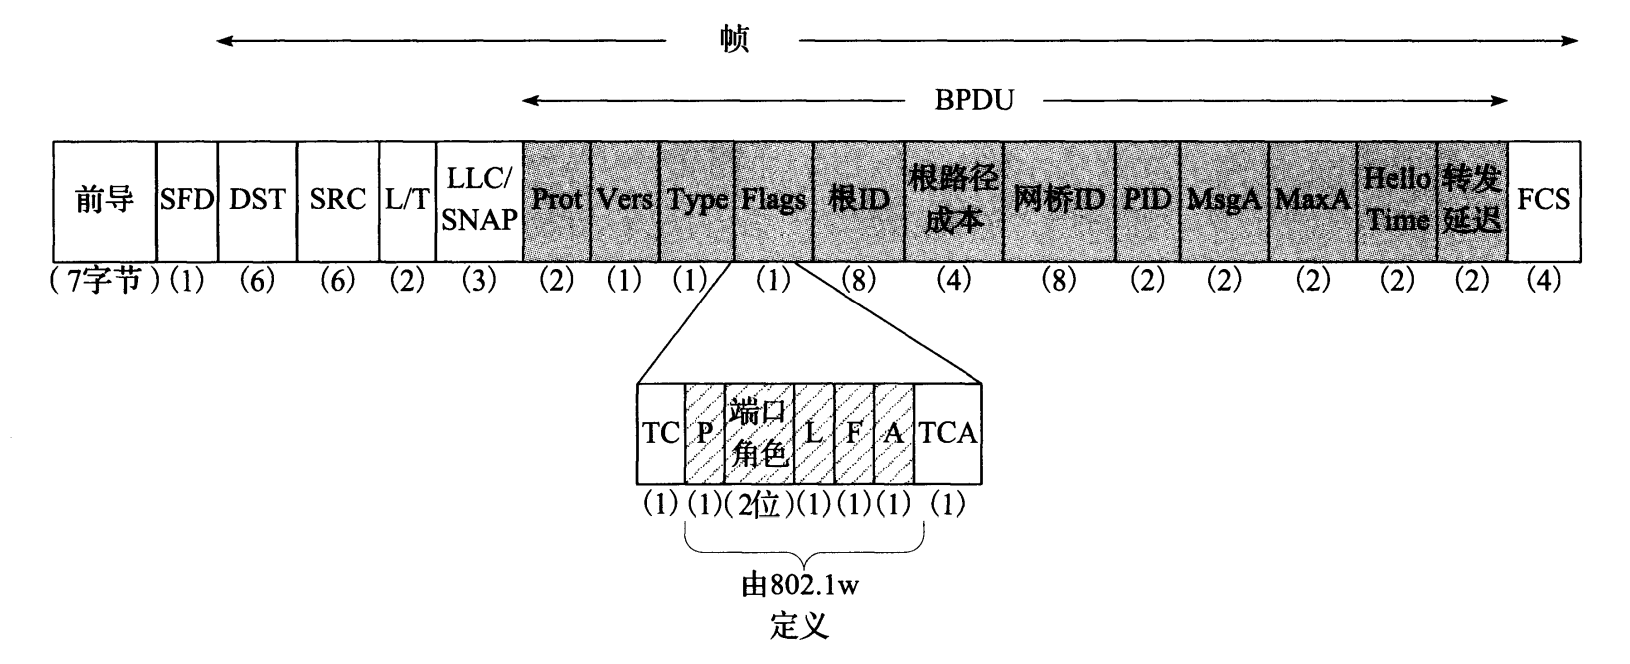 帧
BPDU
前导 SFD DST SRC L/T LLC/SNAP Prot Vers Type Flags 根ID 根路径成本 网桥ID PID MsgA MaxA Hello Time 转发延迟 FCS
(7字节) (1) (6) (6) (2) (3) (2) (1) (1) (1) (8) (4) (8) (2) (2) (2) (2) (2) (4)
TC P 端口角色 L F A TCA
(1) (1) (2位) (1) (1) (1) (1)
由802.1w
定义